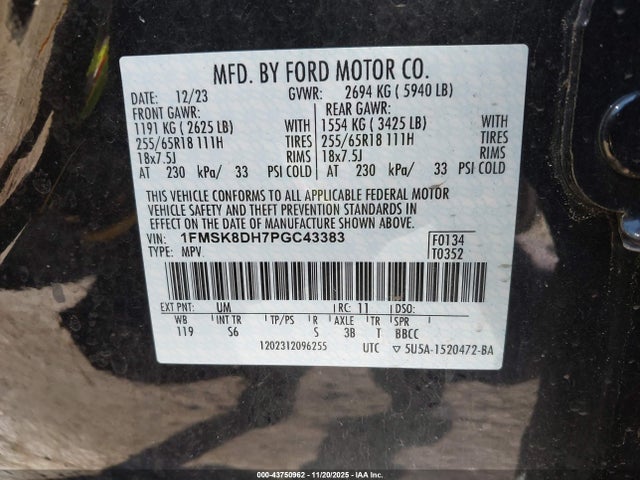 MFD. BY FORD MOTOR CO.
DATE: 12/23 GVWR: 2694 KG (5940 LB)
FRONT GAWR: REAR GAWR:
1191 KG (2625 LB) WITH 1554 KG (3425 LB) WITH
255/65R18 111H TIRES 255/65R18 111H TIRES
18x7.5J RIMS 18x7.5J RIMS
AT 230 kPa/ 33 PSI COLD AT 230 kPa/ 33 PSI COLD
THIS VEHICLE CONFORMS TO ALL APPLICABLE FEDERAL MOTOR
VEHICLE SAFETY AND THEFT PREVENTION STANDARDS IN
EFFECT ON THE DATE OF MANUFACTURE SHOWN ABOVE.
VIN: 1FMSK8DH7PGC43383 F0134
TYPE: MPV T0352
EXT PNT: UM RC: 11 DSO:
WB INT TR TP/PS R AXLE TR SPR
119 S6 S 3B T BBCC
1202312096255 UTC 5U5A-1520472-BA
000-43750962 - 11/20/2025 - IAA Inc.